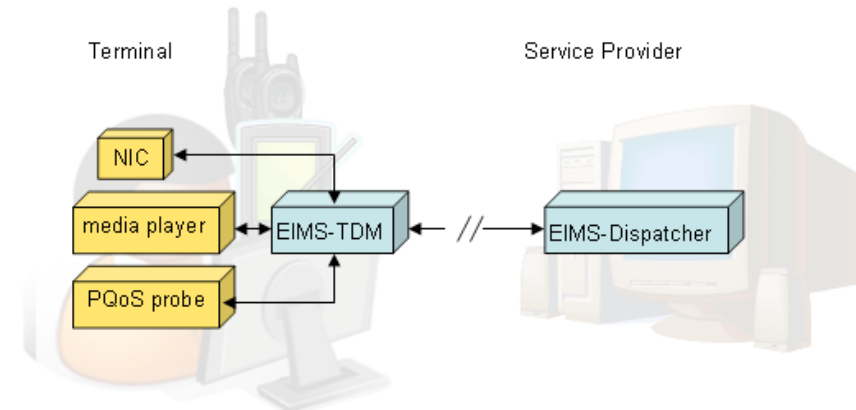 Terminal
Service Provider
NIC
media player
EIMS-TDM
//
EIMS-Dispatcher
PQoS probe